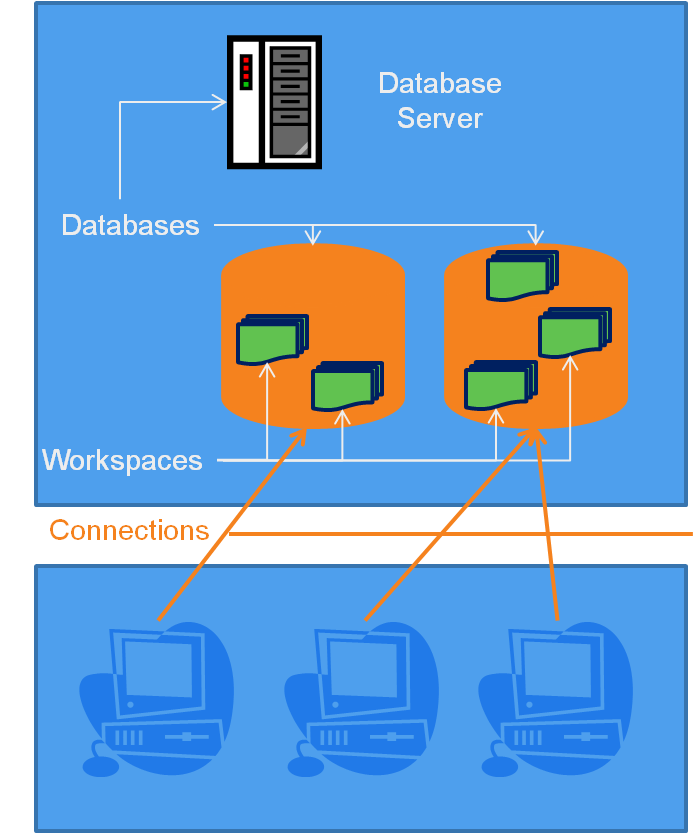 Database
Server
Databases
Workspaces
Connections